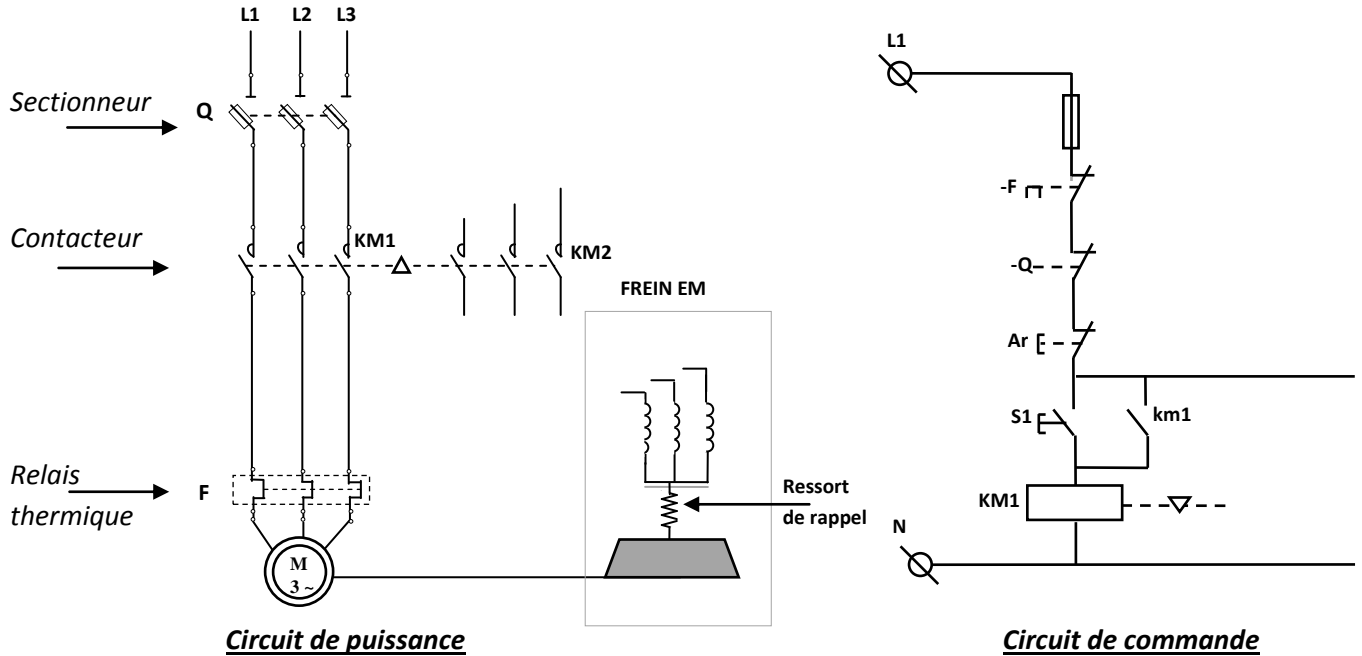 L1 L2 L3
Sectionneur
Q
Contacteur
KM1
KM2
FREIN EM
Relais
thermique
F
M
3 ~
Ressort
de rappel
Circuit de puissance
L1
-F
-Q
Ar
S1
km1
KM1
N
Circuit de commande